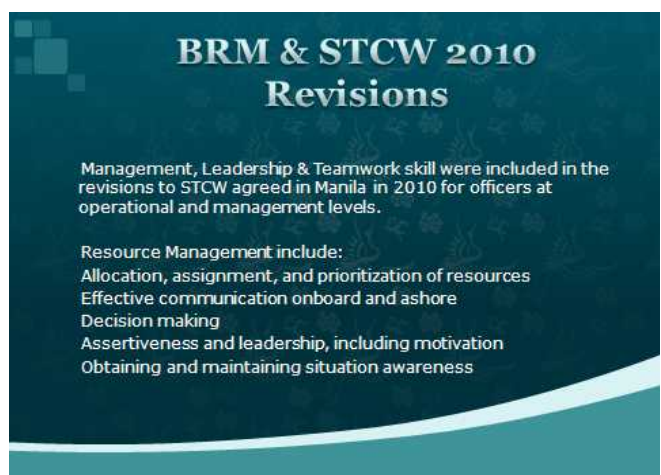 BRM & STCW 2010
Revisions
Management, Leadership & Teamwork skill were included in the
revisions to STCW agreed in Manila in 2010 for officers at
operational and management levels.
Resource Management include:
Allocation, assignment, and prioritization of resources
Effective communication onboard and ashore
Decision making
Assertiveness and leadership, including motivation
Obtaining and maintaining situation awareness